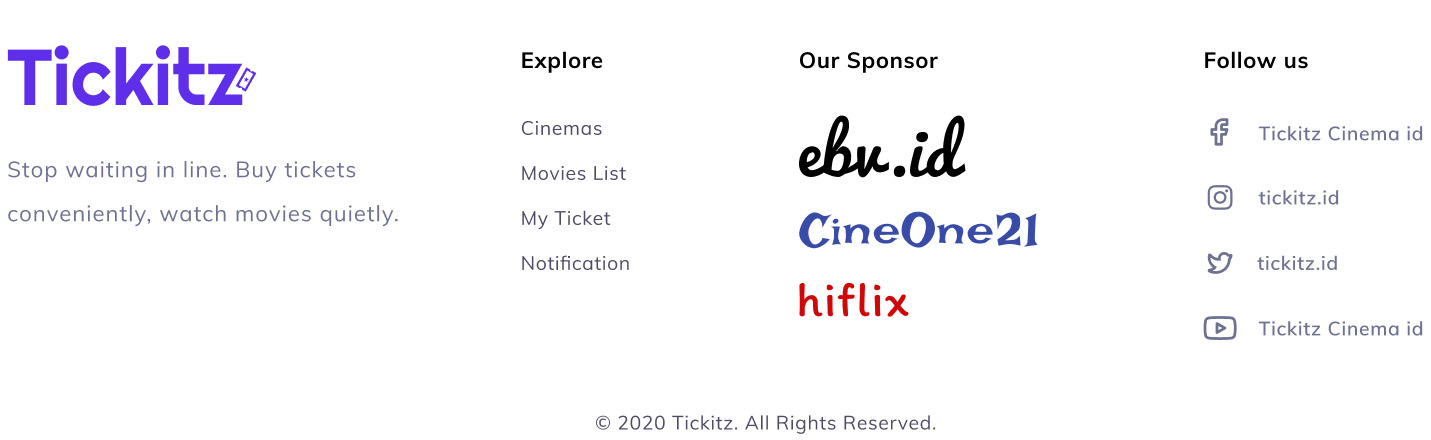 Tickitz
Stop waiting in line. Buy tickets
conveniently, watch movies quietly.
Explore
Cinemas
Movies List
My Ticket
Notification
Our Sponsor
ebv.id
CineOne21
hiflix
Follow us
Tickitz Cinema id
tickitz.id
tickitz.id
Tickitz Cinema id
© 2020 Tickitz. All Rights Reserved.